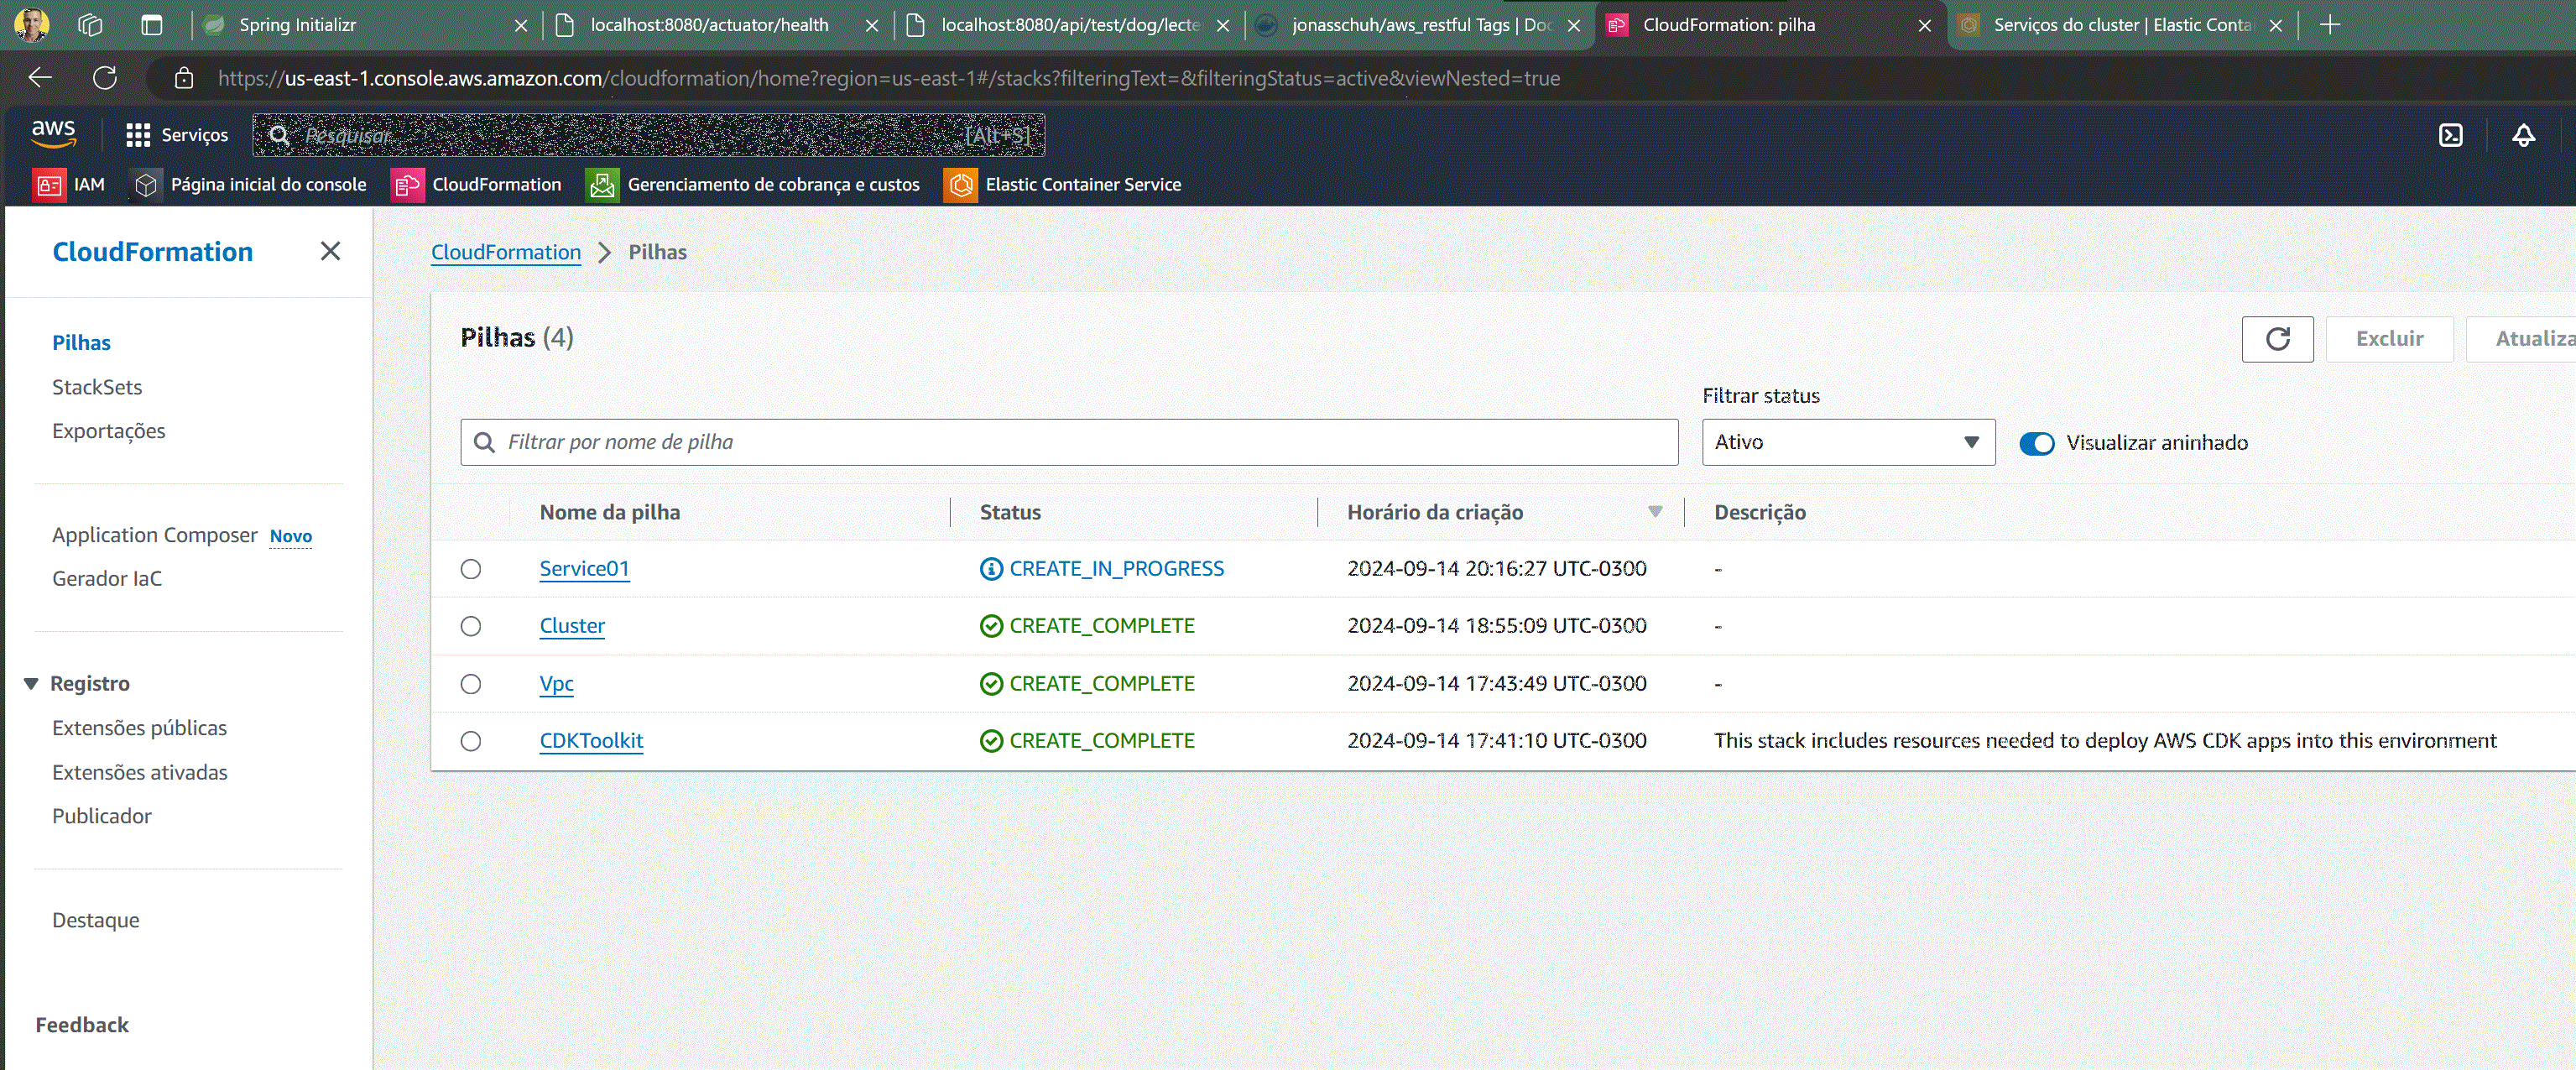 Spring Initializr
localhost:8080/actuator/health
localhost:8080/api/test/dog/lecte
jonasschuh/aws_restful Tags | Doc
CloudFormation: pilha
Serviços do cluster | Elastic Conta
https://us-east-1.console.aws.amazon.com/cloudformation/home?region=us-east-1#/stacks?filteringText=&filteringStatus=active&viewNested=true
aws
Serviços
Pesquisar
[Alt+S]
IAM
Página inicial do console
CloudFormation
Gerenciamento de cobrança e custos
Elastic Container Service
CloudFormation
Pilhas
StackSets
Exportações
Application Composer Novo
Gerador IaC
Registro
Extensões públicas
Extensões ativadas
Publicador
Destaque
Feedback
CloudFormation > Pilhas
Pilhas (4)
Excluir
Atualiza
Filtrar status
Filtrar por nome de pilha
Ativo
Visualizar aninhado
Nome da pilha Status Horário da criação Descrição
Service01 CREATE_IN_PROGRESS 2024-09-14 20:16:27 UTC-0300 -
Cluster CREATE_COMPLETE 2024-09-14 18:55:09 UTC-0300 -
Vpc CREATE_COMPLETE 2024-09-14 17:43:49 UTC-0300 -
CDKToolkit CREATE_COMPLETE 2024-09-14 17:41:10 UTC-0300 This stack includes resources needed to deploy AWS CDK apps into this environment